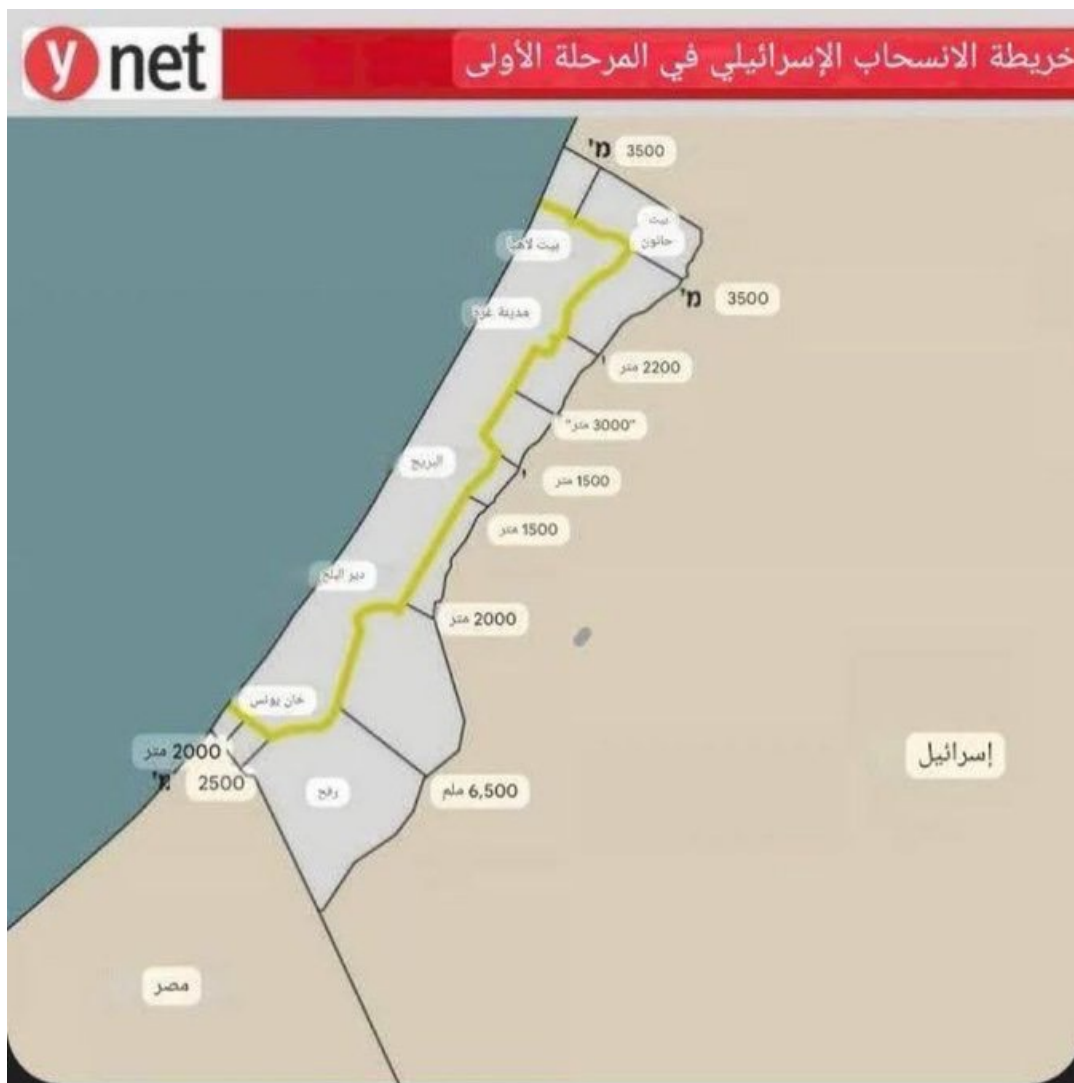 ynet
خريطة الانسحاب الإسرائيلي في المرحلة الأولى
3500 מ'
بيت
حانون
بيت لاهيا
3500 מ'
مدينة غزة
2200 متر
"3000 متر"
البريج
1500 متر
1500 متر
دير البلح
2000 متر
خان يونس
2000 متر
2500 מ'
رفح
6,500 ملم
إسرائيل
مصر